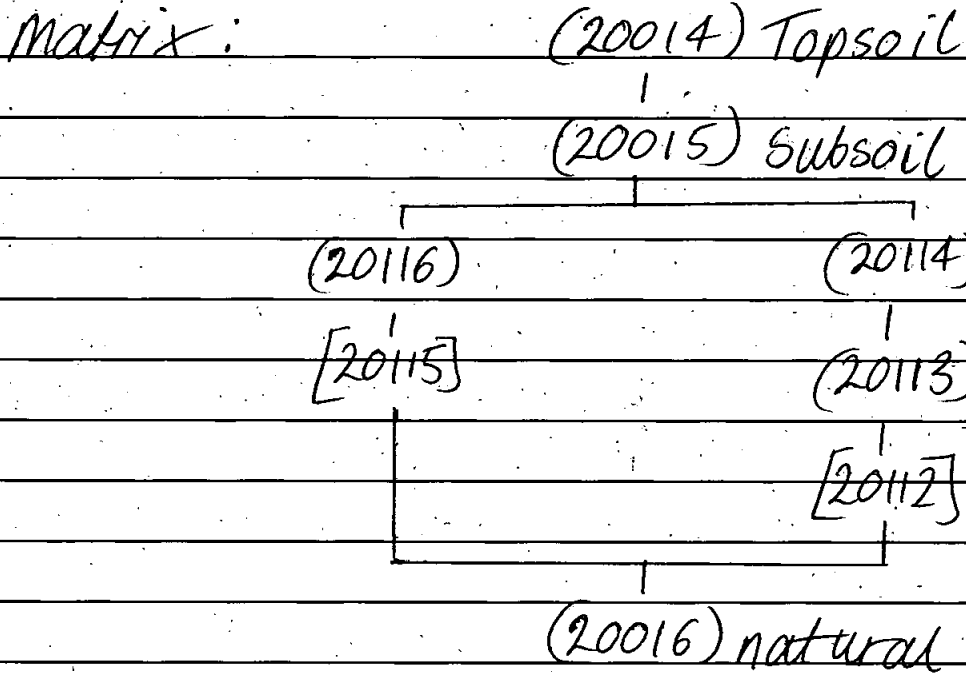 Matrix: (20014) Topsoil
(20015) Subsoil
(20116) (20114)
[20115] (20113)
[20112]
(20016) natural